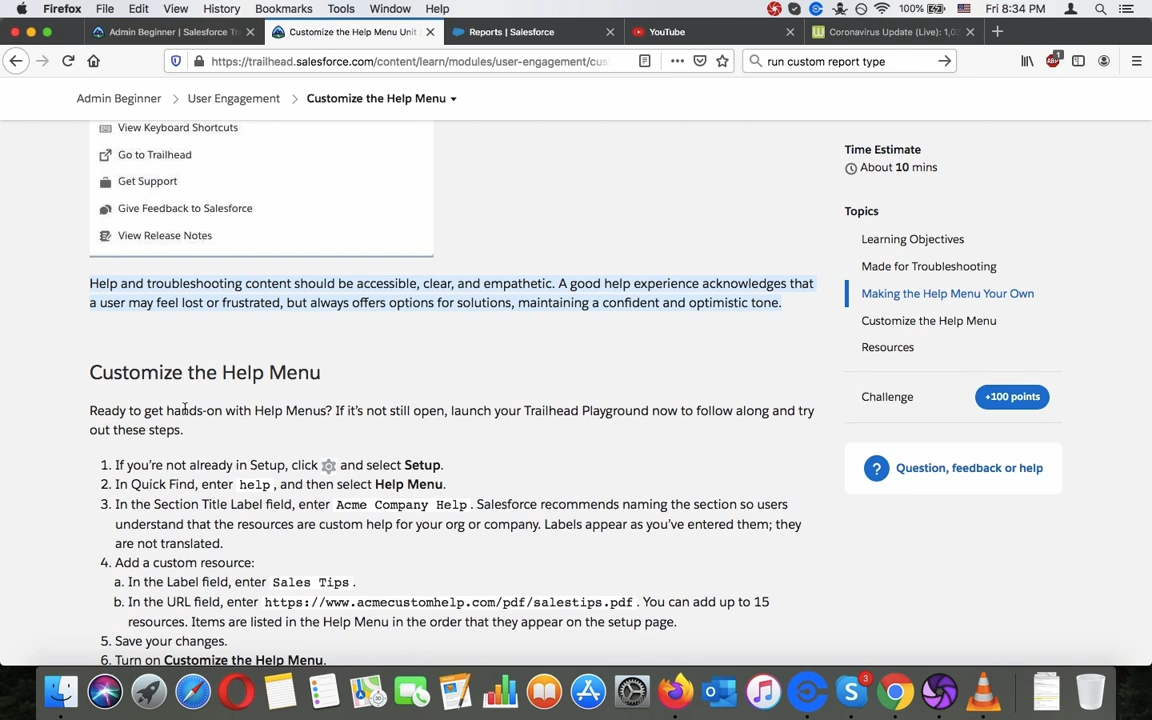 Firefox File Edit View History Bookmarks Tools Window Help 100% Fri 8:34 PM
Admin Beginner | Salesforce Tra
Customize the Help Menu Unit
Reports | Salesforce
YouTube
Coronavirus Update (Live): 1,0
https://trailhead.salesforce.com/content/learn/modules/user-engagement/cus
run custom report type
Admin Beginner > User Engagement > Customize the Help Menu
View Keyboard Shortcuts
Go to Trailhead
Get Support
Give Feedback to Salesforce
View Release Notes
Help and troubleshooting content should be accessible, clear, and empathetic. A good help experience acknowledges that
a user may feel lost or frustrated, but always offers options for solutions, maintaining a confident and optimistic tone.
Customize the Help Menu
Ready to get hands-on with Help Menus? If it's not still open, launch your Trailhead Playground now to follow along and try
out these steps.
1. If you're not already in Setup, click and select Setup.
2. In Quick Find, enter help, and then select Help Menu.
3. In the Section Title Label field, enter Acme Company Help. Salesforce recommends naming the section so users
understand that the resources are custom help for your org or company. Labels appear as you've entered them; they
are not translated.
4. Add a custom resource:
a. In the Label field, enter Sales Tips.
b. In the URL field, enter https://www.acmecustomhelp.com/pdf/salestips.pdf. You can add up to 15
resources. Items are listed in the Help Menu in the order that they appear on the setup page.
5. Save your changes.
6. Turn on Customize the Help Menu.
Time Estimate
About 10 mins
Topics
Learning Objectives
Made for Troubleshooting
Making the Help Menu Your Own
Customize the Help Menu
Resources
Challenge
+100 points
? Question, feedback or help
3